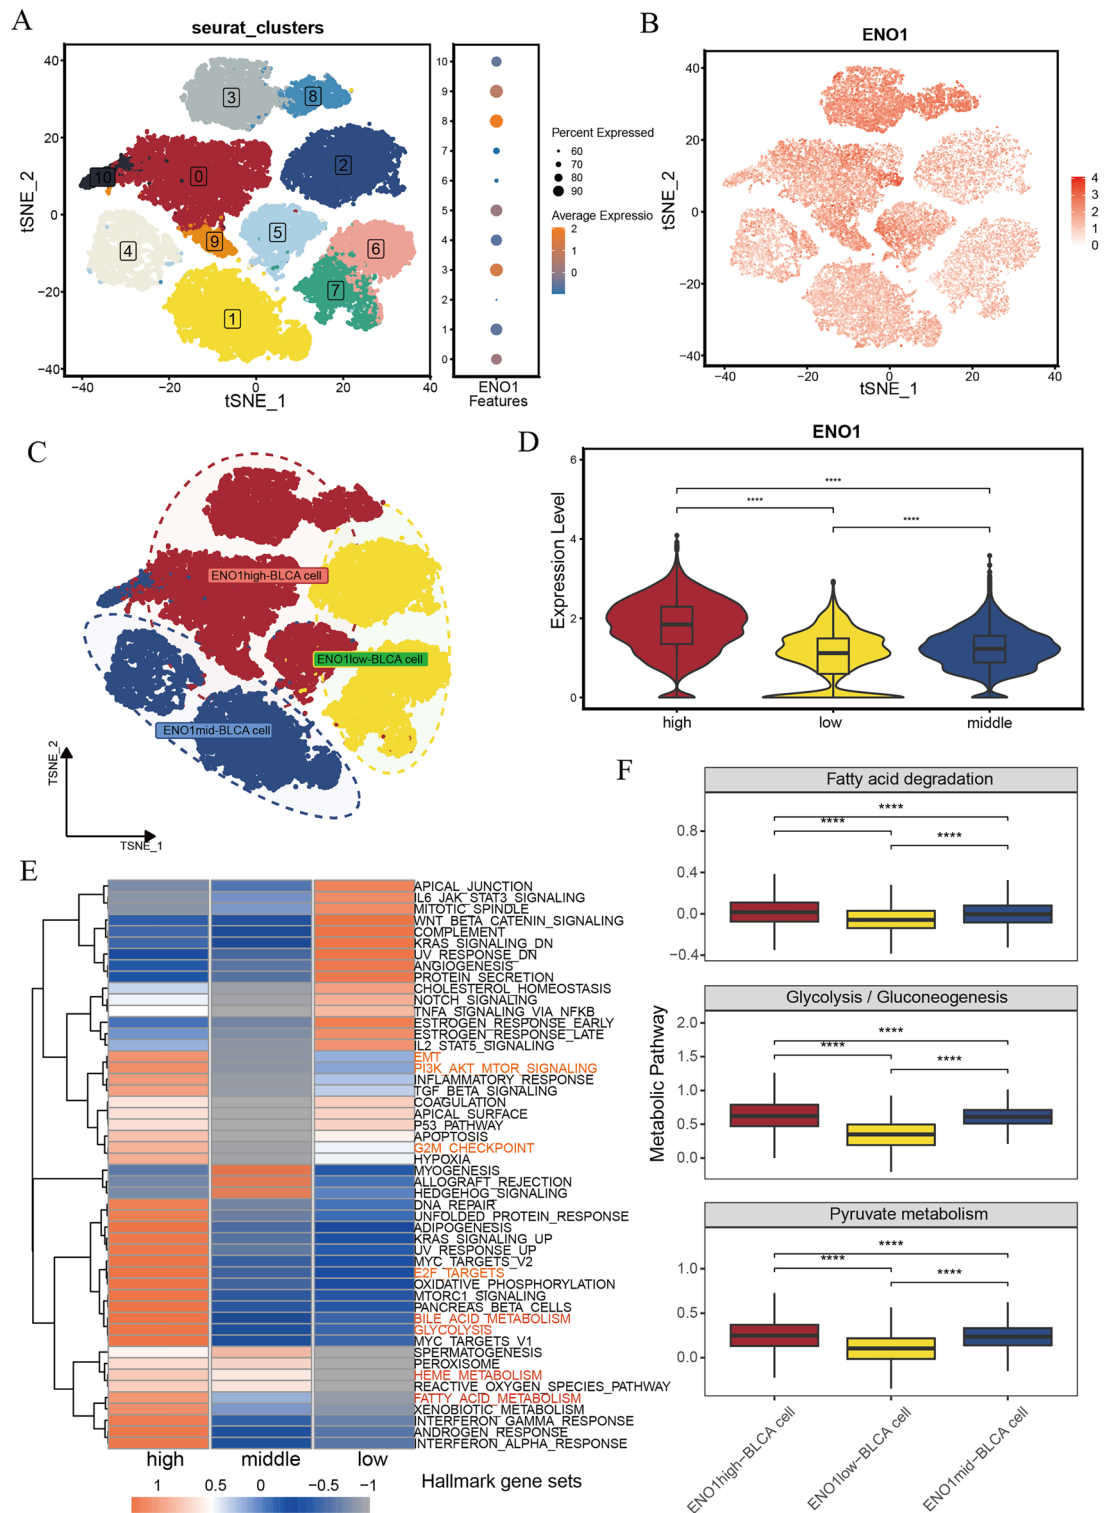 A
seurat_clusters
40
20
0
−20
−40
tSNE_2
−40
−20
0
20
40
tSNE_1
3
8
10
0
2
4
9
5
6
7
1
10
9
8
7
6
5
4
3
2
1
0
ENO1
Features
Percent Expressed
60
70
80
90
Average Expressio
2
1
0
B
ENO1
40
20
0
−20
−40
tSNE_2
−40
−20
0
20
40
tSNE_1
4
3
2
1
0
C
ENO1high-BLCA cell
ENO1low-BLCA cell
ENO1mid-BLCA cell
TSNE_2
TSNE_1
D
ENO1
Expression Level
6
4
2
0
****
****
****
high
low
middle
E
APICAL_JUNCTION
IL6_JAK_STAT3_SIGNALING
MITOTIC_SPINDLE
WNT_BETA_CATENIN_SIGNALING
COMPLEMENT
KRAS_SIGNALING_DN
UV_RESPONSE_DN
ANGIOGENESIS
PROTEIN_SECRETION
CHOLESTEROL_HOMEOSTASIS
NOTCH_SIGNALING
TNFA_SIGNALING_VIA_NFKB
ESTROGEN_RESPONSE_EARLY
ESTROGEN_RESPONSE_LATE
IL2_STAT5_SIGNALING
EMT
PI3K_AKT_MTOR_SIGNALING
INFLAMMATORY_RESPONSE
TGF_BETA_SIGNALING
COAGULATION
APICAL_SURFACE
P53_PATHWAY
APOPTOSIS
G2M_CHECKPOINT
HYPOXIA
MYOGENESIS
ALLOGRAFT_REJECTION
HEDGEHOG_SIGNALING
DNA_REPAIR
UNFOLDED_PROTEIN_RESPONSE
ADIPOGENESIS
KRAS_SIGNALING_UP
UV_RESPONSE_UP
MYC_TARGETS_V2
E2F_TARGETS
OXIDATIVE_PHOSPHORYLATION
MTORC1_SIGNALING
PANCREAS_BETA_CELLS
BILE_ACID_METABOLISM
GLYCOLYSIS
MYC_TARGETS_V1
SPERMATOGENESIS
PEROXISOME
HEME_METABOLISM
REACTIVE_OXYGEN_SPECIES_PATHWAY
FATTY_ACID_METABOLISM
XENOBIOTIC_METABOLISM
INTERFERON_GAMMA_RESPONSE
ANDROGEN_RESPONSE
INTERFERON_ALPHA_RESPONSE
high
middle
low
Hallmark gene sets
1
0.5
0
−0.5
−1
F
Metabolic Pathway
Fatty acid degradation
0.8
0.4
0.0
−0.4
****
****
****
Glycolysis / Gluconeogenesis
2.0
1.5
1.0
0.5
0.0
****
****
****
Pyruvate metabolism
1.0
0.5
0.0
****
****
****
ENO1high−BLCA cell
ENO1low−BLCA cell
ENO1mid−BLCA cell